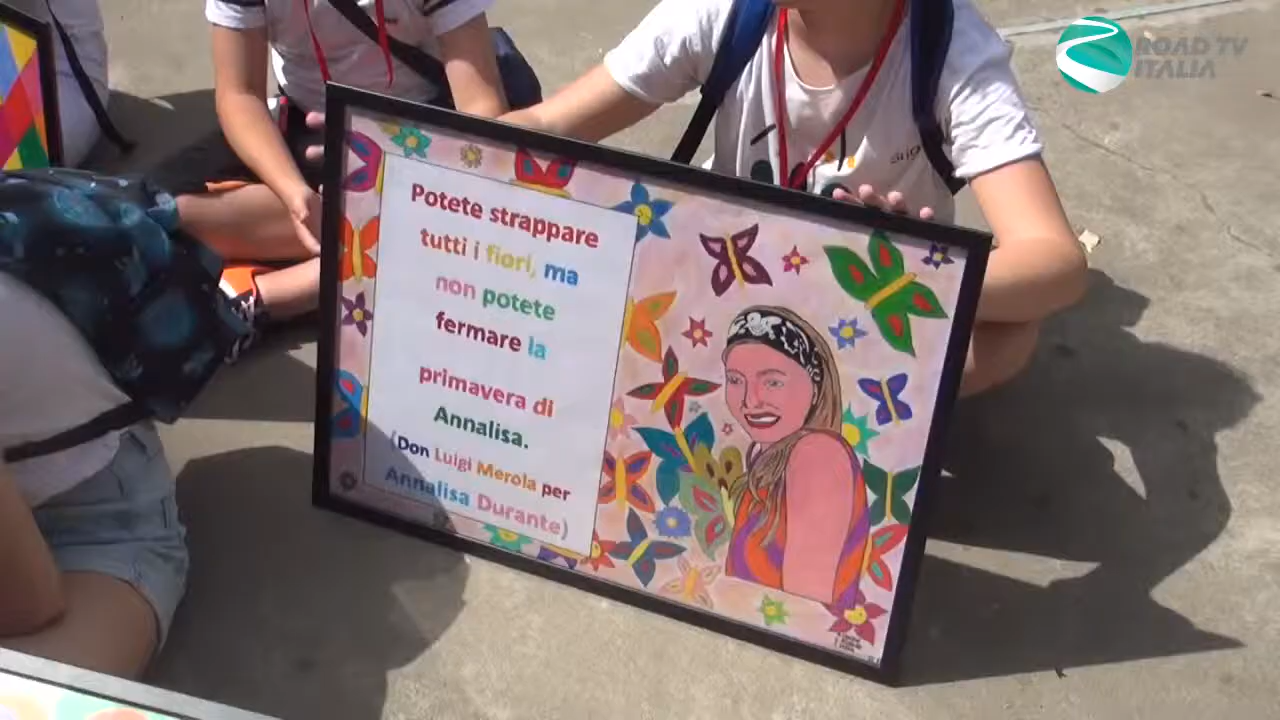 ROAD TV
ITALIA
Potete strappare
tutti i fiori, ma
non potete
fermare la
primavera di
Annalisa.
(Don Luigi Merola per
Annalisa Durante)